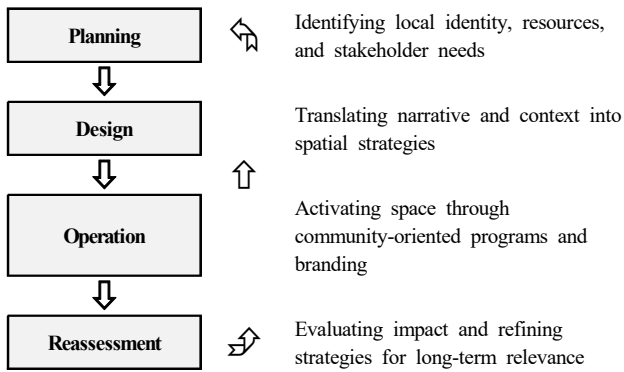 Planning
Identifying local identity, resources,
and stakeholder needs
Design
Translating narrative and context into
spatial strategies
Operation
Activating space through
community-oriented programs and
branding
Reassessment
Evaluating impact and refining
strategies for long-term relevance